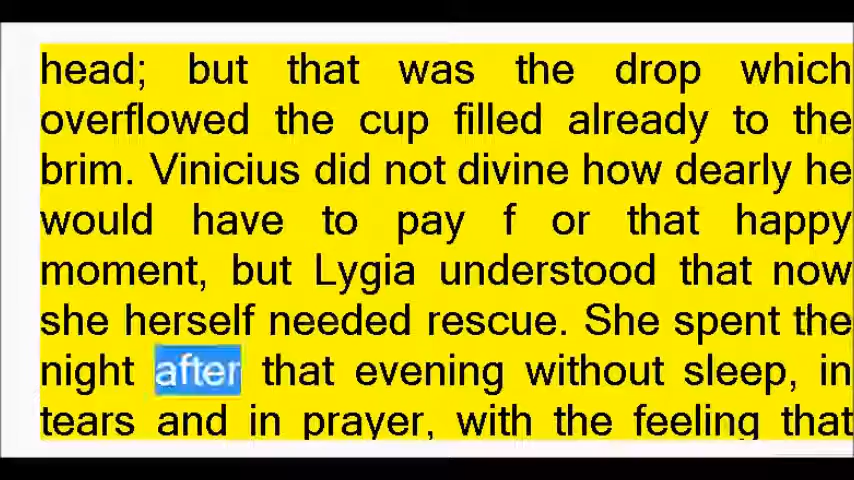 head; but that was the drop which
overflowed the cup filled already to the
brim. Vinicius did not divine how dearly he
would have to pay f or that happy
moment, but Lygia understood that now
she herself needed rescue. She spent the
night after that evening without sleep, in
tears and in prayer, with the feeling that